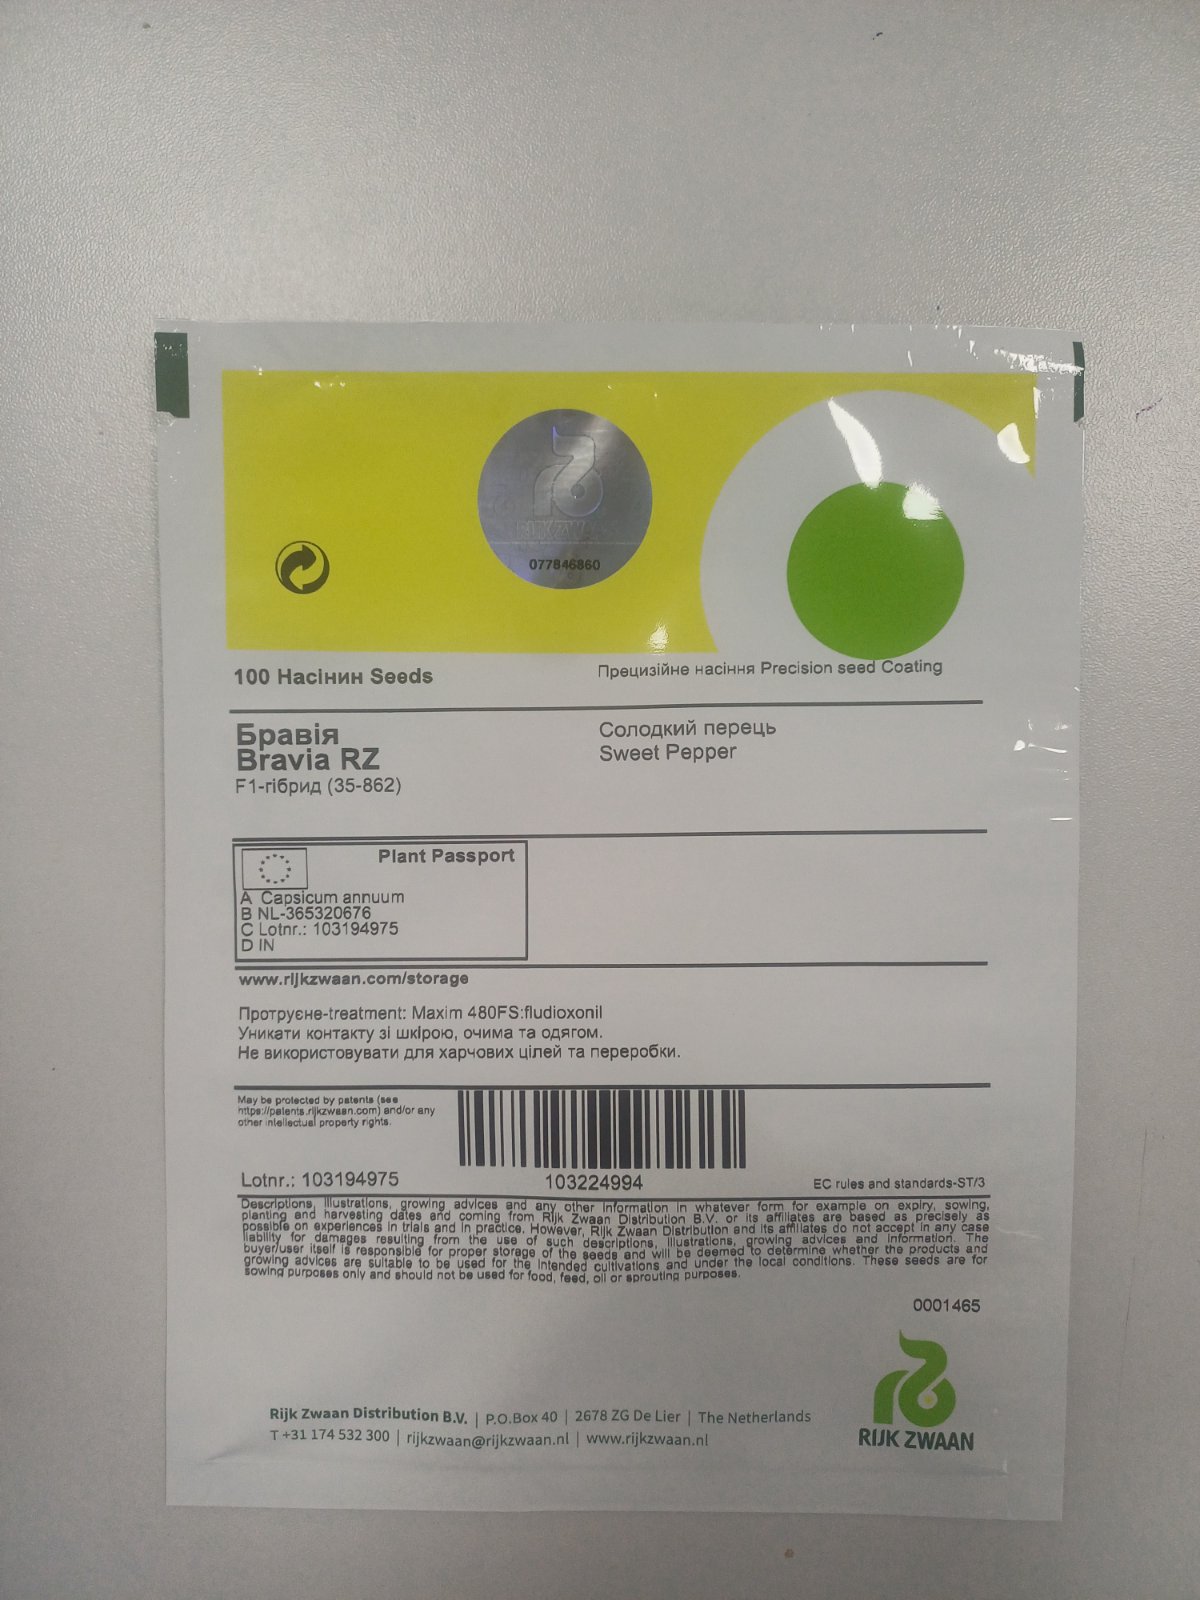 RIJK ZWAAN
077846860
100 Насінин Seeds
Прецизійне насіння Precision seed Coating
Бравія
Bravia RZ
F1-гібрид (35-862)
Солодкий перець
Sweet Pepper
Plant Passport
A Capsicum annuum
B NL-365320676
C Lotnr.: 103194975
D IN
www.rijkzwaan.com/storage
Протруєне-treatment: Maxim 480FS:fludioxonil
Уникати контакту зі шкірою, очима та одягом.
Не використовувати для харчових цілей та переробки.
May be protected by patents (see
https://patents.rijkzwaan.com) and/or any
other intellectual property rights.
Lotnr.: 103194975
103224994
EC rules and standards-ST/3
Descriptions, illustrations, growing advices and any other information in whatever form for example on expiry, sowing,
planting and harvesting dates and coming from Rijk Zwaan Distribution B.V. or its affiliates are based as precisely as
possible on experiences in trials and in practice. However, Rijk Zwaan Distribution and its affiliates do not accept in any case
liability for damages resulting from the use of such descriptions, illustrations, growing advices and information. The
buyer/user itself is responsible for proper storage of the seeds and will be deemed to determine whether the products and
growing advices are suitable to be used for the intended cultivations and under the local conditions. These seeds are for
sowing purposes only and should not be used for food, feed, oil or sprouting purposes.
0001465
RIJK ZWAAN
Rijk Zwaan Distribution B.V. | P.O.Box 40 | 2678 ZG De Lier | The Netherlands
T +31 174 532 300 | rijkzwaan@rijkzwaan.nl | www.rijkzwaan.nl